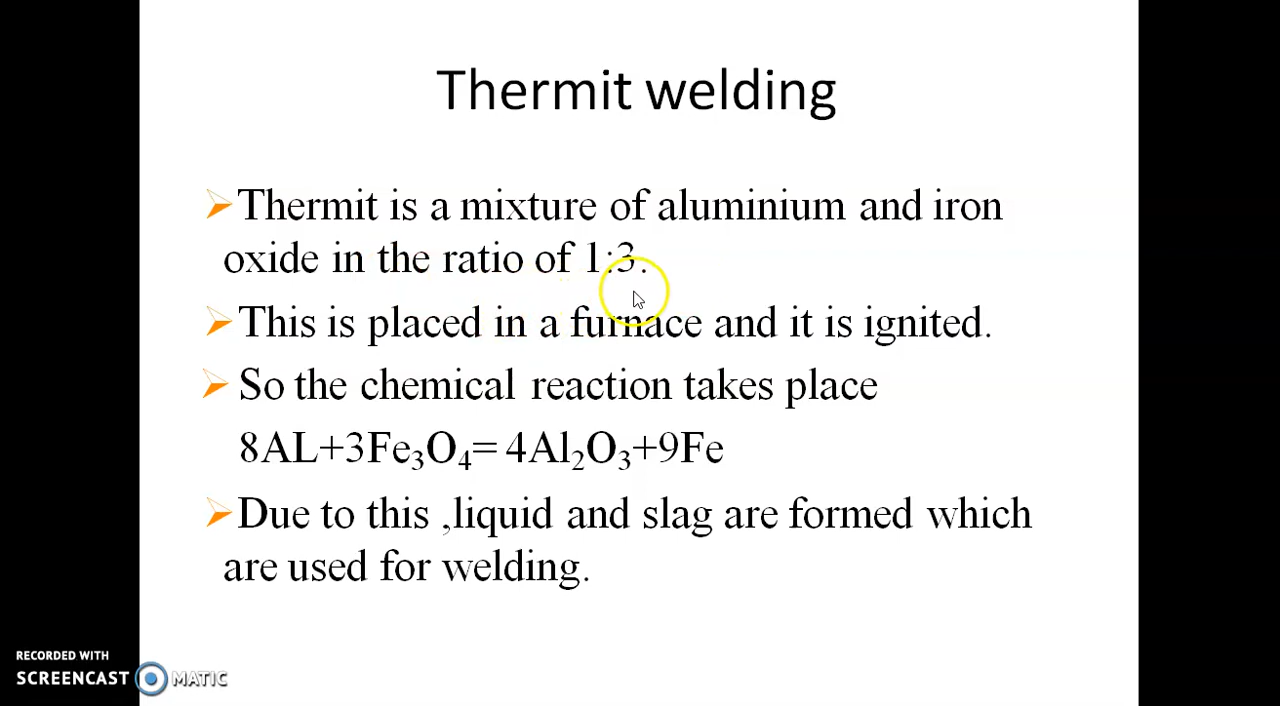 Thermit welding
Thermit is a mixture of aluminium and iron
oxide in the ratio of 1:3.
This is placed in a furnace and it is ignited.
So the chemical reaction takes place
8AL+3Fe₃O₄= 4Al₂O₃+9Fe
Due to this ,liquid and slag are formed which
are used for welding.
RECORDED WITH
SCREENCAST MATIC